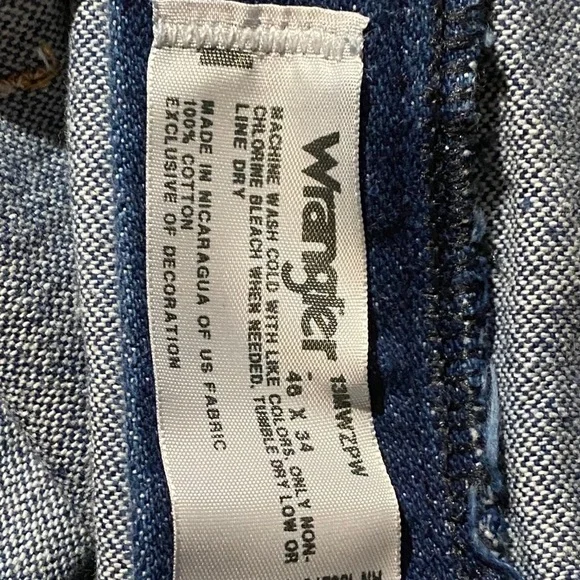 Wrangler 13MWZPW
48 X 34
MACHINE WASH COLD WITH LIKE COLORS, ONLY NON-
CHLORINE BLEACH WHEN NEEDED, TUMBLE DRY LOW OR
LINE DRY
MADE IN NICARAGUA OF US FABRIC
100% COTTON
EXCLUSIVE OF DECORATION